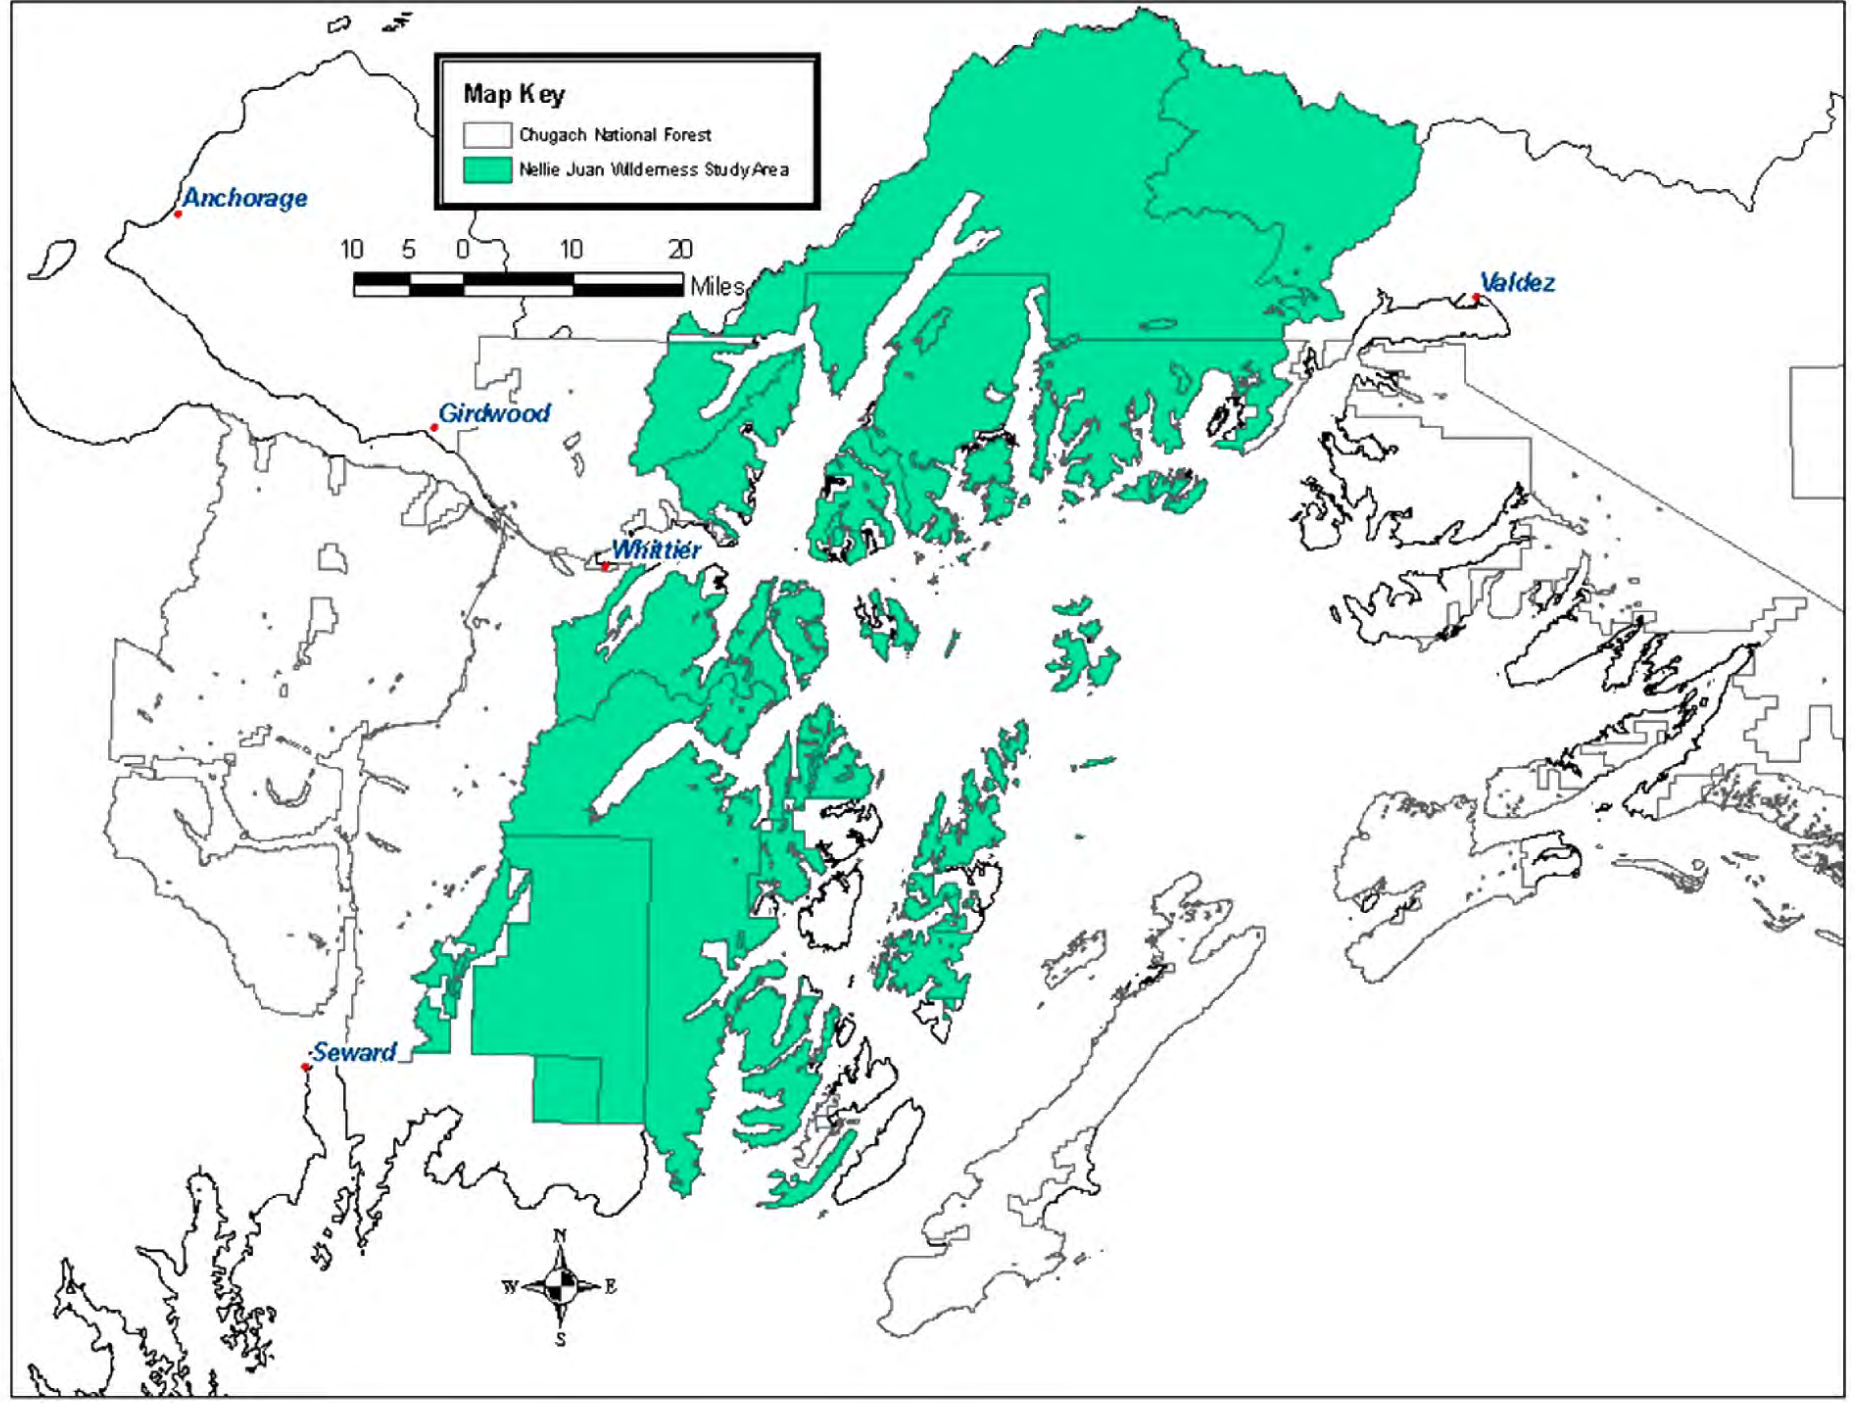 Map Key
Chugach National Forest
Nellie Juan Wilderness Study Area
Anchorage
10 5 0 10 20
Miles
Valdez
Girdwood
Whittier
Seward
N
W E
S